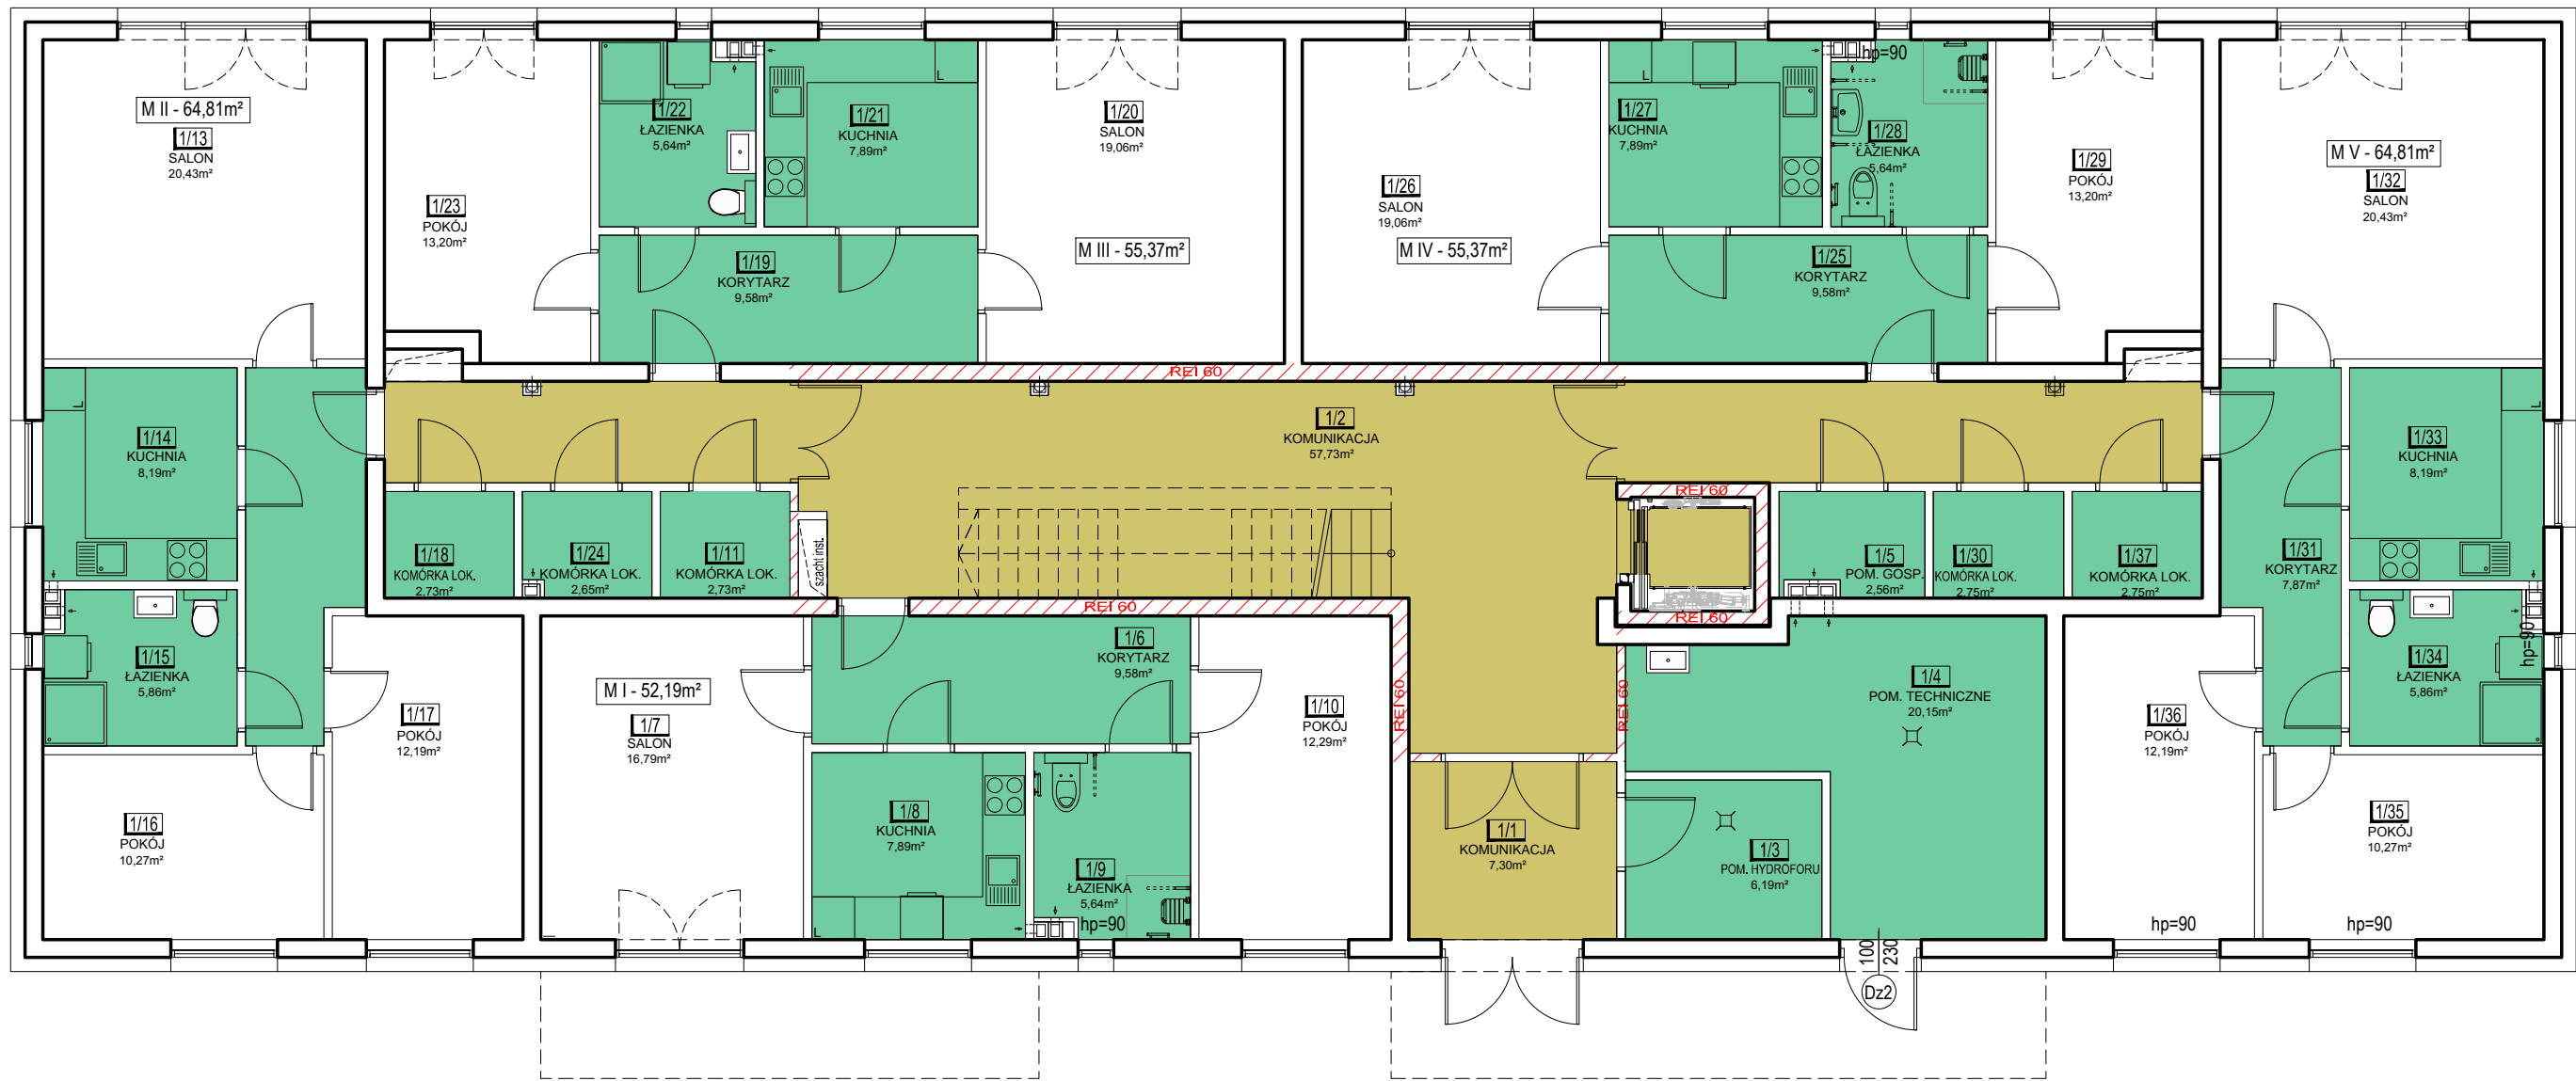 M II - 64,81m²
1/13
SALON
20,43m²
1/23
POKÓJ
13,20m²
1/22
ŁAZIENKA
5,64m²
1/21
KUCHNIA
7,89m²
L
1/20
SALON
19,06m²
M III - 55,37m²
1/19
KORYTARZ
9,58m²
1/26
SALON
19,06m²
M IV - 55,37m²
L
1/27
KUCHNIA
7,89m²
hp=90
1/28
ŁAZIENKA
5,64m²
1/25
KORYTARZ
9,58m²
1/29
POKÓJ
13,20m²
M V - 64,81m²
1/32
SALON
20,43m²
REI 60
1/2
KOMUNIKACJA
57,73m²
L
1/14
KUCHNIA
8,19m²
1/18
KOMÓRKA LOK.
2,73m²
1/24
KOMÓRKA LOK.
2,65m²
1/11
KOMÓRKA LOK.
2,73m²
szacht inst.
REI 60
REI 60
REI 60
1/5
POM. GOSP.
2,56m²
1/30
KOMÓRKA LOK.
2,75m²
1/37
KOMÓRKA LOK.
2,75m²
1/31
KORYTARZ
7,87m²
L
1/33
KUCHNIA
8,19m²
1/15
ŁAZIENKA
5,86m²
1/17
POKÓJ
12,19m²
1/16
POKÓJ
10,27m²
M I - 52,19m²
1/7
SALON
16,79m²
1/6
KORYTARZ
9,58m²
1/10
POKÓJ
12,29m²
1/8
KUCHNIA
7,89m²
L
1/9
ŁAZIENKA
5,64m²
hp=90
REI 60
REI 60
1/1
KOMUNIKACJA
7,30m²
1/4
POM. TECHNICZNE
20,15m²
1/3
POM. HYDROFORU
6,19m²
1/36
POKÓJ
12,19m²
hp=90
1/34
ŁAZIENKA
5,86m²
hp=90
1/35
POKÓJ
10,27m²
hp=90
100
230
Dz2